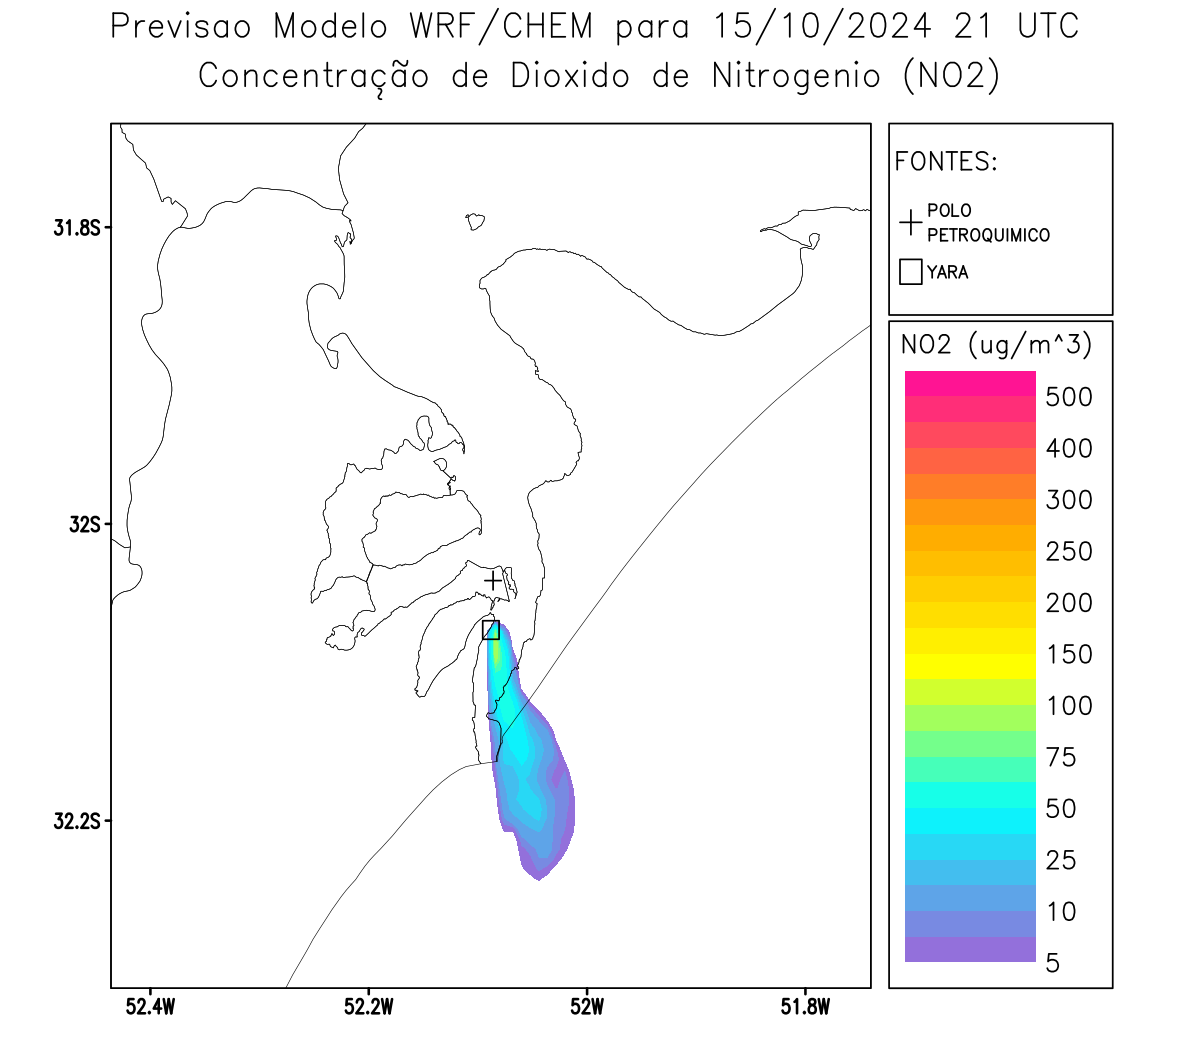 Previsao Modelo WRF/CHEM para 15/10/2024 21 UTC
Concentração de Dioxido de Nitrogenio (NO2)
FONTES:
POLO
PETROQUIMICO
YARA
NO2 (ug/m^3)
500
400
300
250
200
150
100
75
50
25
10
5
31.8S
32S
32.2S
52.4W
52.2W
52W
51.8W